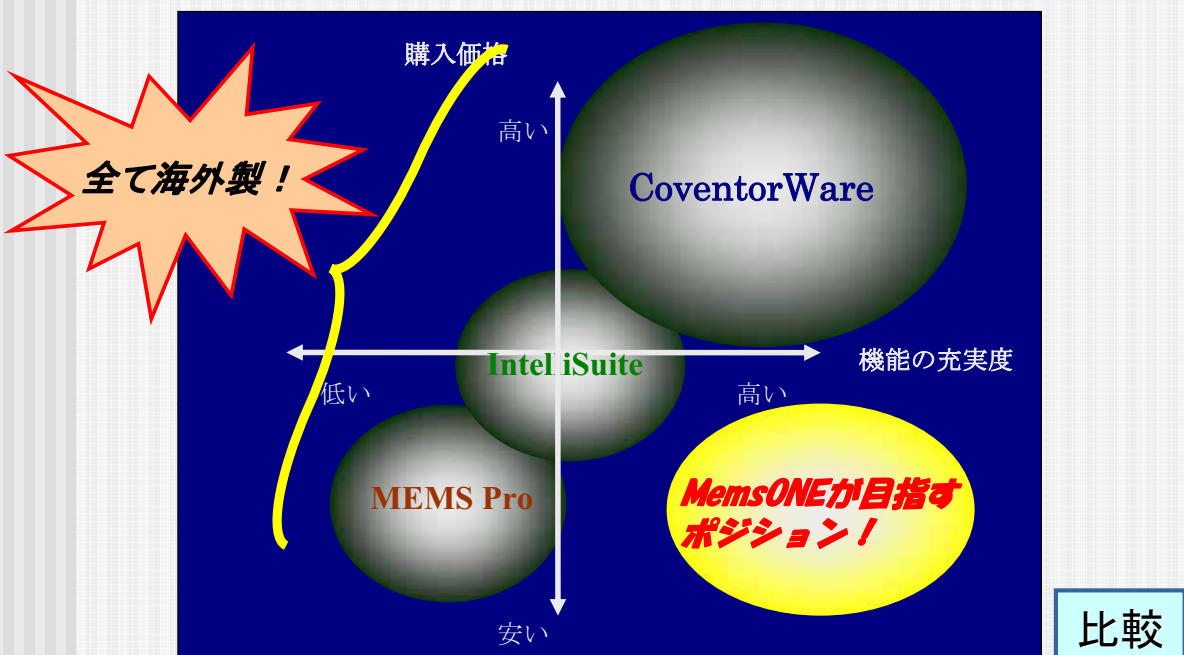 購入価格
高い
全て海外製！
CoventorWare
IntelliSuite
機能の充実度
低い
高い
MEMS Pro
MemsONEが目指す
ポジション！
安い
比較